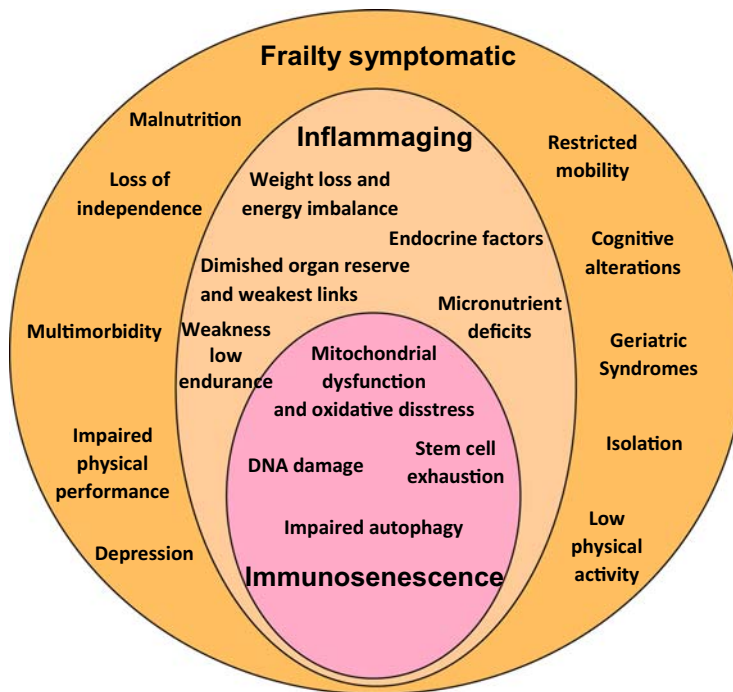 Frailty symptomatic
Malnutrition
Inflammaging
Restricted
mobility
Loss of
independence
Weight loss and
energy imbalance
Endocrine factors
Cognitive
alterations
Dimished organ reserve
and weakest links
Micronutrient
deficits
Multimorbidity
Weakness
low
endurance
Mitochondrial
dysfunction
and oxidative disstress
Geriatric
Syndromes
Impaired
physical
performance
DNA damage
Stem cell
exhaustion
Isolation
Impaired autophagy
Depression
Low
physical
activity
Immunosenescence